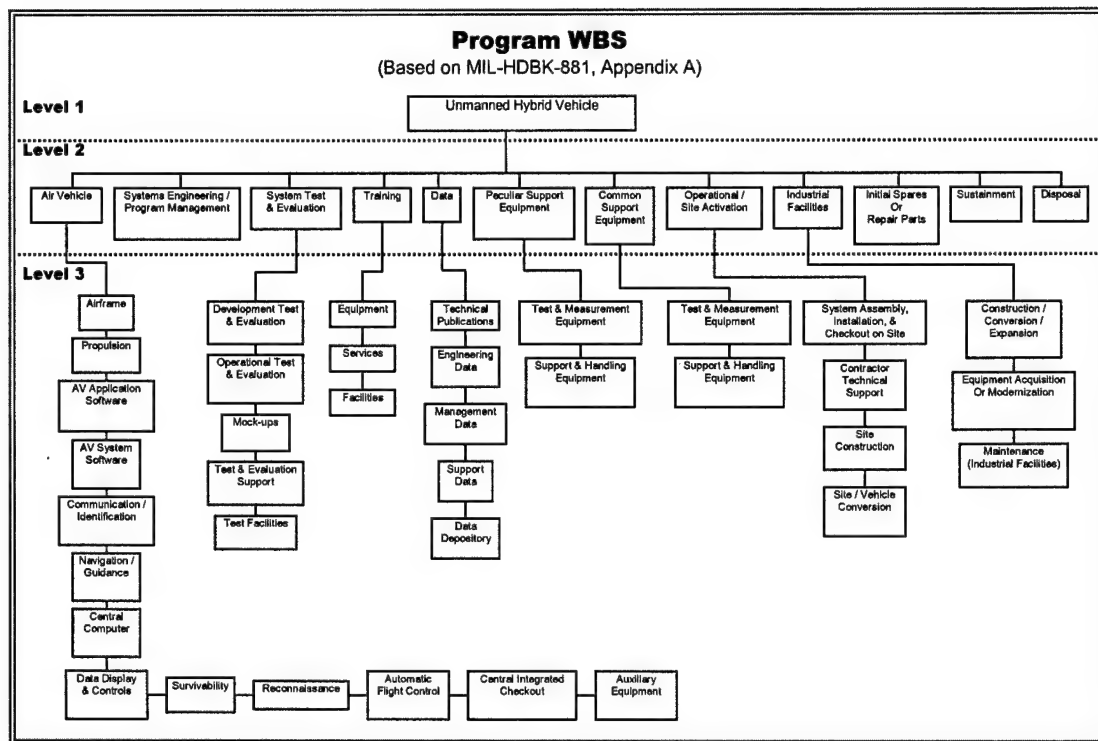 Program WBS
(Based on MIL-HDBK-881, Appendix A)
Level 1
Unmanned Hybrid Vehicle
Level 2
Air Vehicle
Systems Engineering /
Program Management
System Test
& Evaluation
Training
Data
Peculiar Support
Equipment
Common
Support
Equipment
Operational /
Site Activation
Industrial
Facilities
Initial Spares
Or
Repair Parts
Sustainment
Disposal
Level 3
Airframe
Propulsion
AV Application
Software
AV System
Software
Communication /
Identification
Navigation /
Guidance
Central
Computer
Data Display
& Controls
Survivability
Reconnaissance
Automatic
Flight Control
Central Integrated
Checkout
Auxiliary
Equipment
Development Test
& Evaluation
Operational Test
& Evaluation
Mock-ups
Test & Evaluation
Support
Test Facilities
Equipment
Services
Facilities
Technical
Publications
Engineering
Data
Management
Data
Support
Data
Data
Depository
Test & Measurement
Equipment
Support & Handling
Equipment
Test & Measurement
Equipment
Support & Handling
Equipment
System Assembly,
Installation, &
Checkout on Site
Contractor
Technical
Support
Site
Construction
Site / Vehicle
Conversion
Construction /
Conversion /
Expansion
Equipment Acquisition
Or Modernization
Maintenance
(Industrial Facilities)